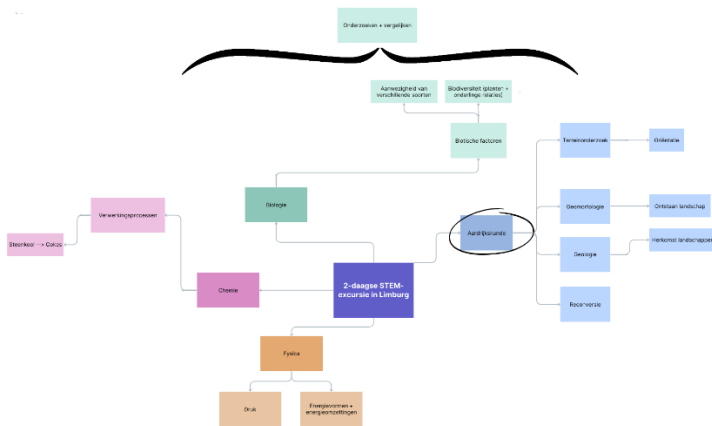 Onderzoeken + vergelijken
Aanwezigheid van
verschillende soorten
Biodiversiteit (planten +
onderlinge relaties)
Biotische factoren
Terreinonderzoek
Oriëntatie
Biologie
Verwerkingsprocessen
Geomorfologie
Ontstaan landschap
Aardrijkskunde
Steenkool --> Cokes
Geologie
Herkomst landschappen
Chemie
2-daagse STEM-
excursie in Limburg
Reconversie
Fysica
Druk
Energievormen +
energieomzettingen